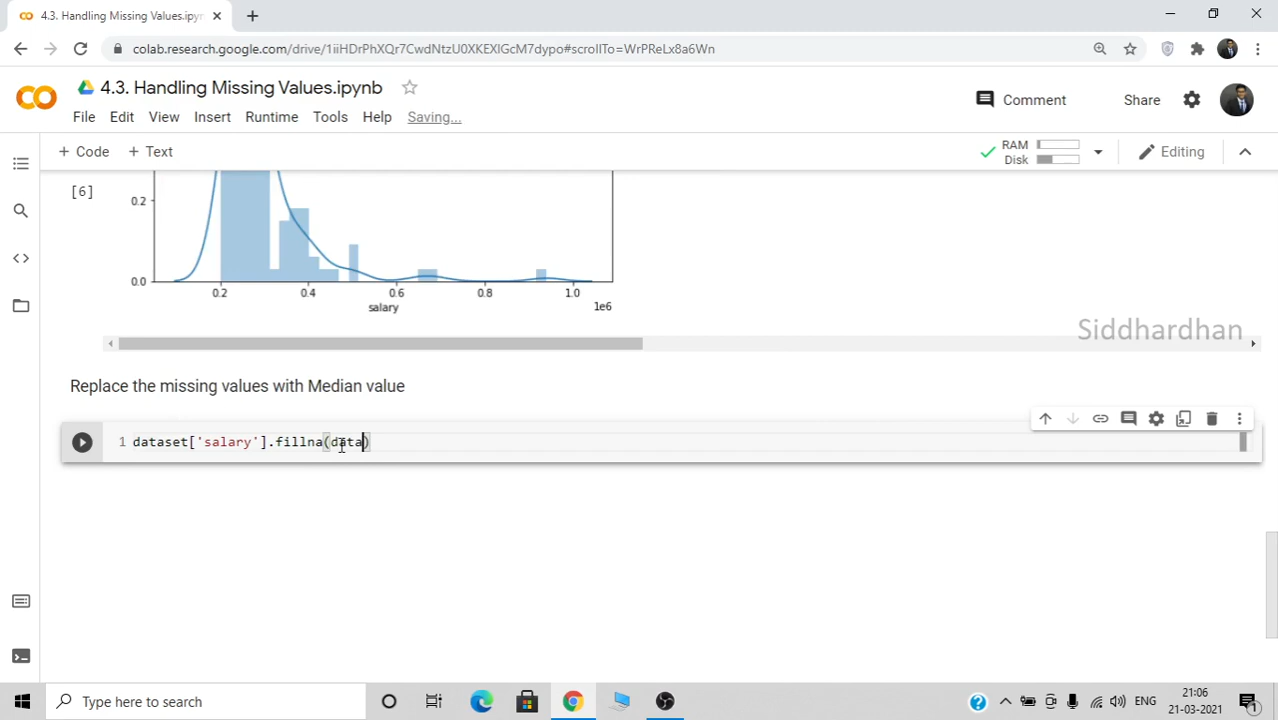 4.3. Handling Missing Values.ipyn
colab.research.google.com/drive/1iiHDrPhXQr7CwdNtzU0XKEXlGcM7dypo#scrollTo=WrPReLx8a6Wn
4.3. Handling Missing Values.ipynb
File Edit View Insert Runtime Tools Help Saving...
Comment Share
+ Code + Text
RAM
Disk
Editing
[6]
0.2
0.0
0.2 0.4 0.6 0.8 1.0
1e6
salary
Siddhardhan
Replace the missing values with Median value
1 dataset['salary'].fillna(data)
Type here to search
ENG
21:06
21-03-2021
1